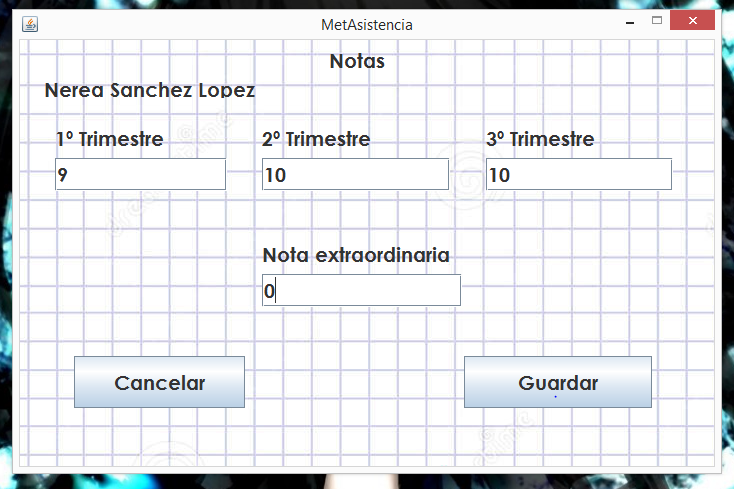 MetAsistencia
Notas
Nerea Sanchez Lopez
1º Trimestre 2º Trimestre 3º Trimestre
9 10 10
Nota extraordinaria
0
Cancelar Guardar